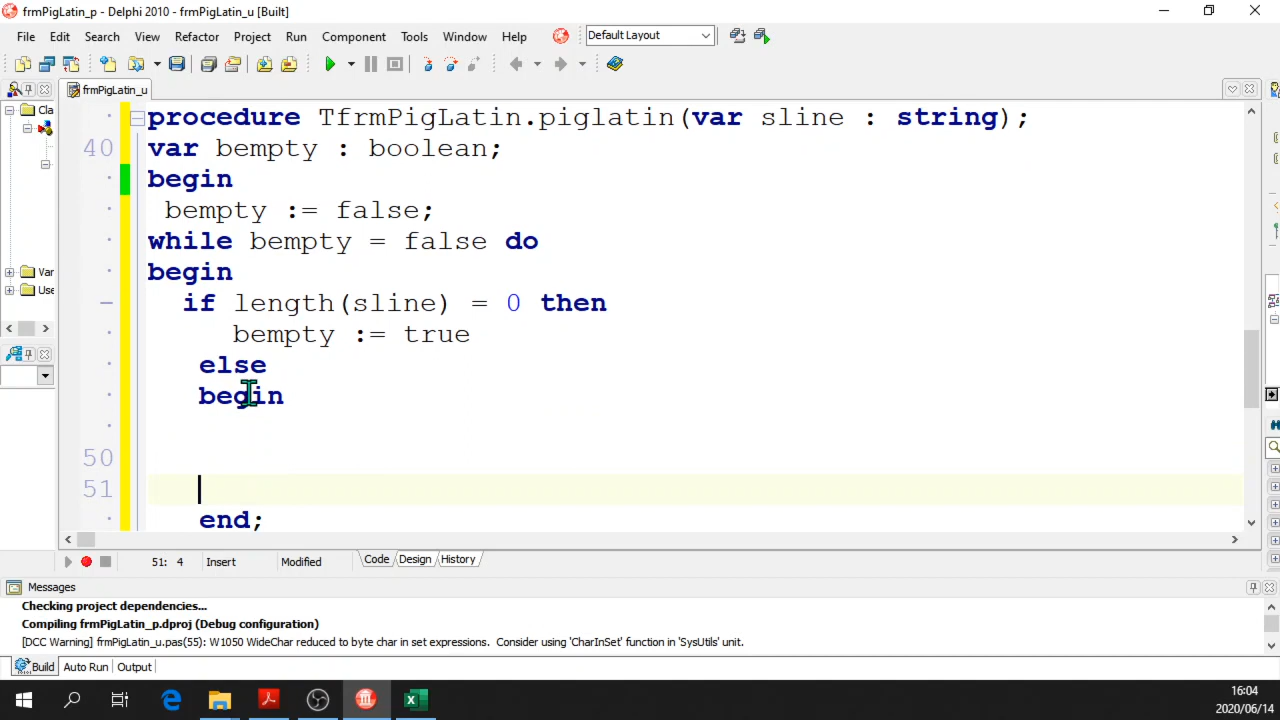 frmPigLatin_p - Delphi 2010 - frmPigLatin_u [Built]
File Edit Search View Refactor Project Run Component Tools Window Help Default Layout
frmPigLatin_u
Cla
Var
Use
procedure TfrmPigLatin.piglatin(var sline : string);
40 var bempty : boolean;
begin
bempty := false;
while bempty = false do
begin
if length(sline) = 0 then
bempty := true
else
begin
50
51
end;
51: 4 Insert Modified Code Design History
Messages
Checking project dependencies...
Compiling frmPigLatin_p.dproj (Debug configuration)
[DCC Warning] frmPigLatin_u.pas(55): W1050 WideChar reduced to byte char in set expressions. Consider using 'CharInSet' function in 'SysUtils' unit.
Build Auto Run Output
16:04
2020/06/14